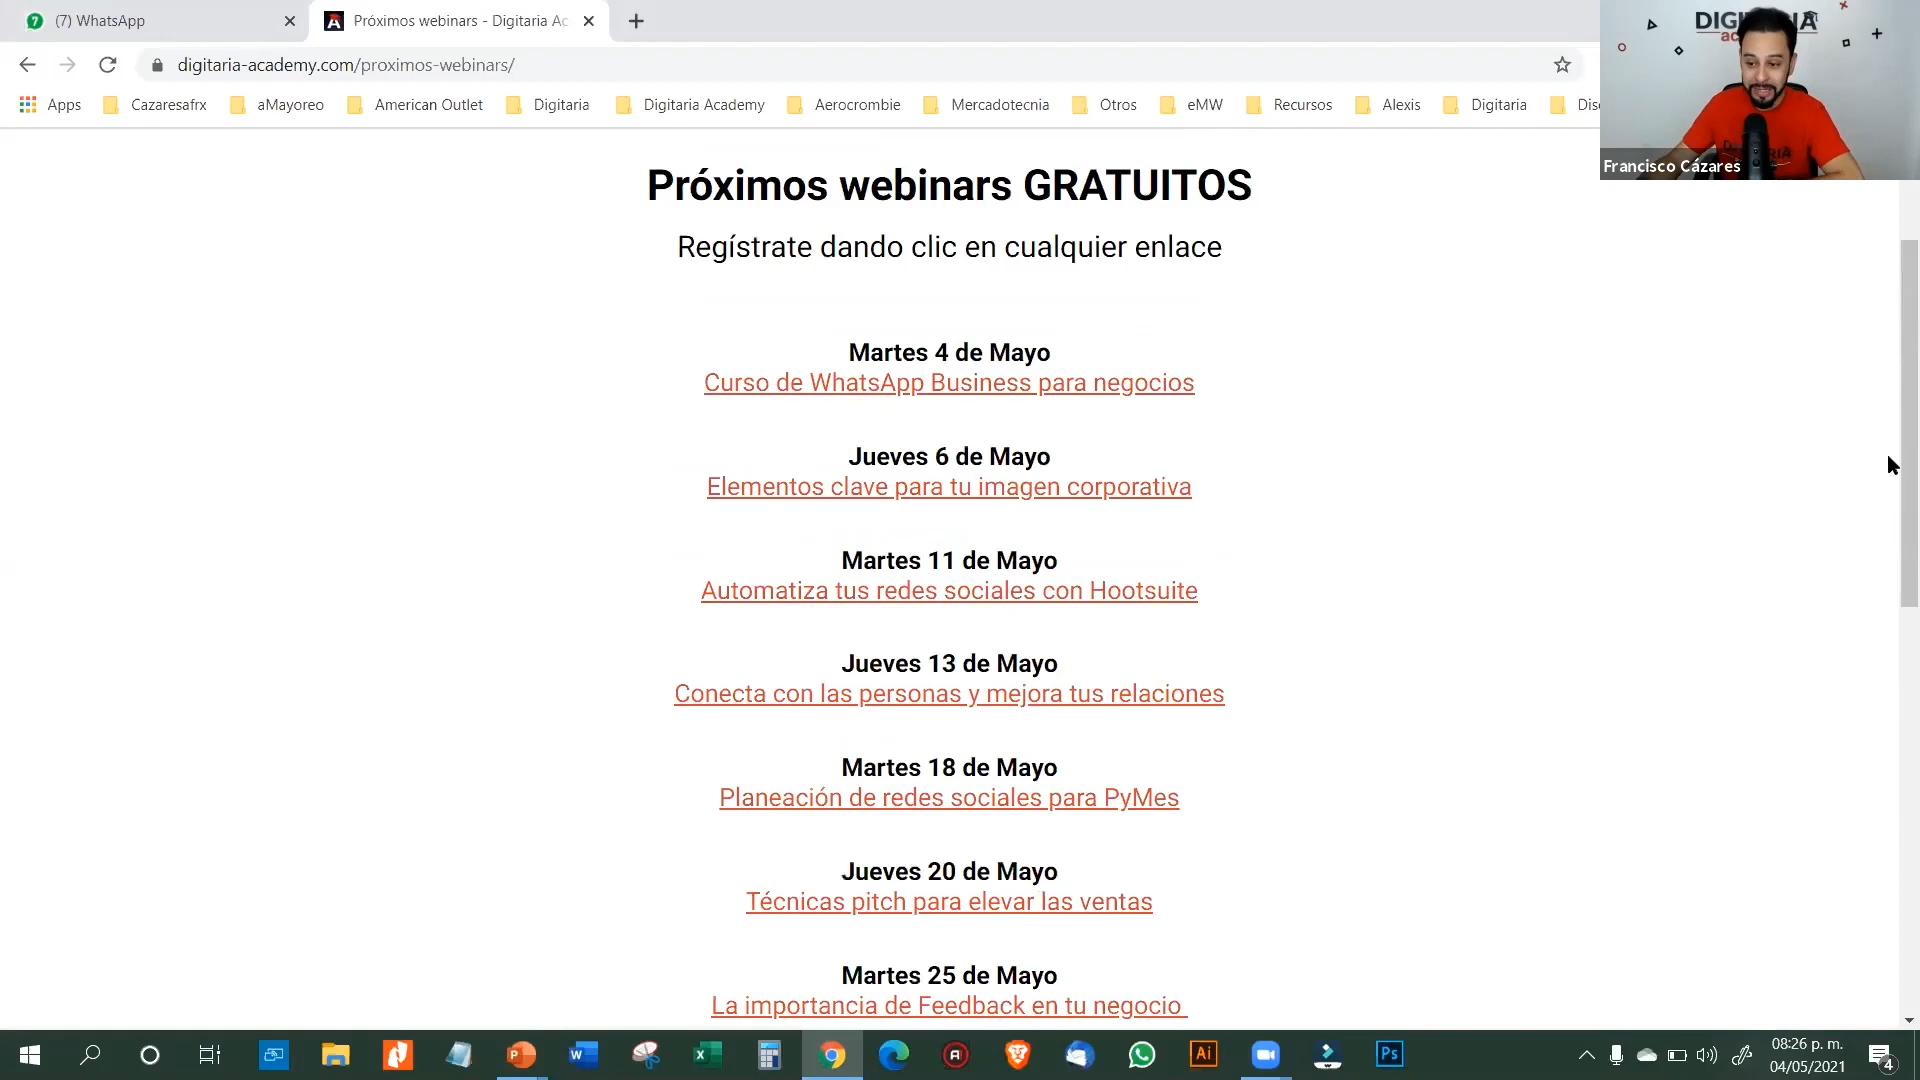 (7) WhatsApp
Próximos webinars - Digitaria Ac
digitaria-academy.com/proximos-webinars/
Apps Cazaresafrx aMayoreo American Outlet Digitaria Digitaria Academy Aerocrombie Mercadotecnia Otros eMW Recursos Alexis Digitaria Dis
Francisco Cázares
Próximos webinars GRATUITOS
Regístrate dando clic en cualquier enlace
Martes 4 de Mayo
Curso de WhatsApp Business para negocios
Jueves 6 de Mayo
Elementos clave para tu imagen corporativa
Martes 11 de Mayo
Automatiza tus redes sociales con Hootsuite
Jueves 13 de Mayo
Conecta con las personas y mejora tus relaciones
Martes 18 de Mayo
Planeación de redes sociales para PyMes
Jueves 20 de Mayo
Técnicas pitch para elevar las ventas
Martes 25 de Mayo
La importancia de Feedback en tu negocio
08:26 p. m.
04/05/2021
4